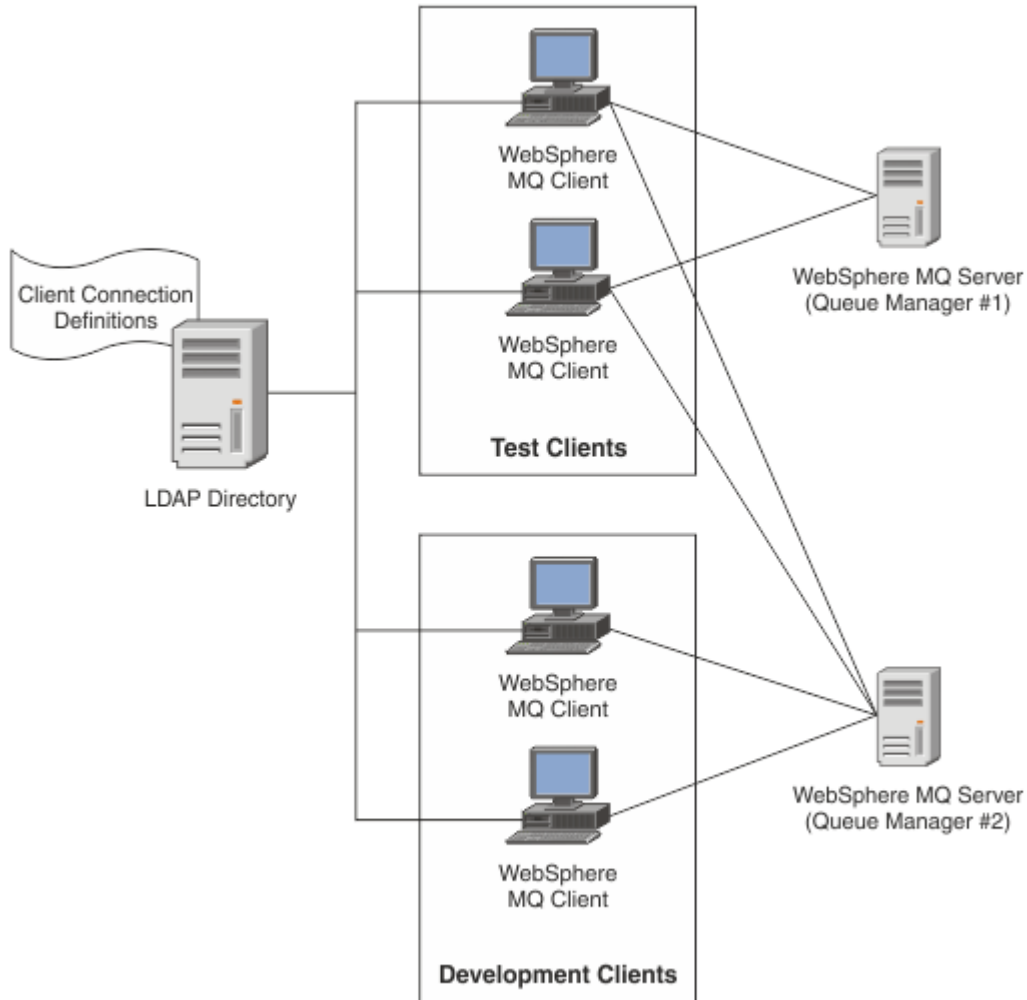 WebSphere
MQ Client
WebSphere
MQ Client
Test Clients
Client Connection
Definitions
LDAP Directory
WebSphere MQ Server
(Queue Manager #1)
WebSphere
MQ Client
WebSphere
MQ Client
Development Clients
WebSphere MQ Server
(Queue Manager #2)